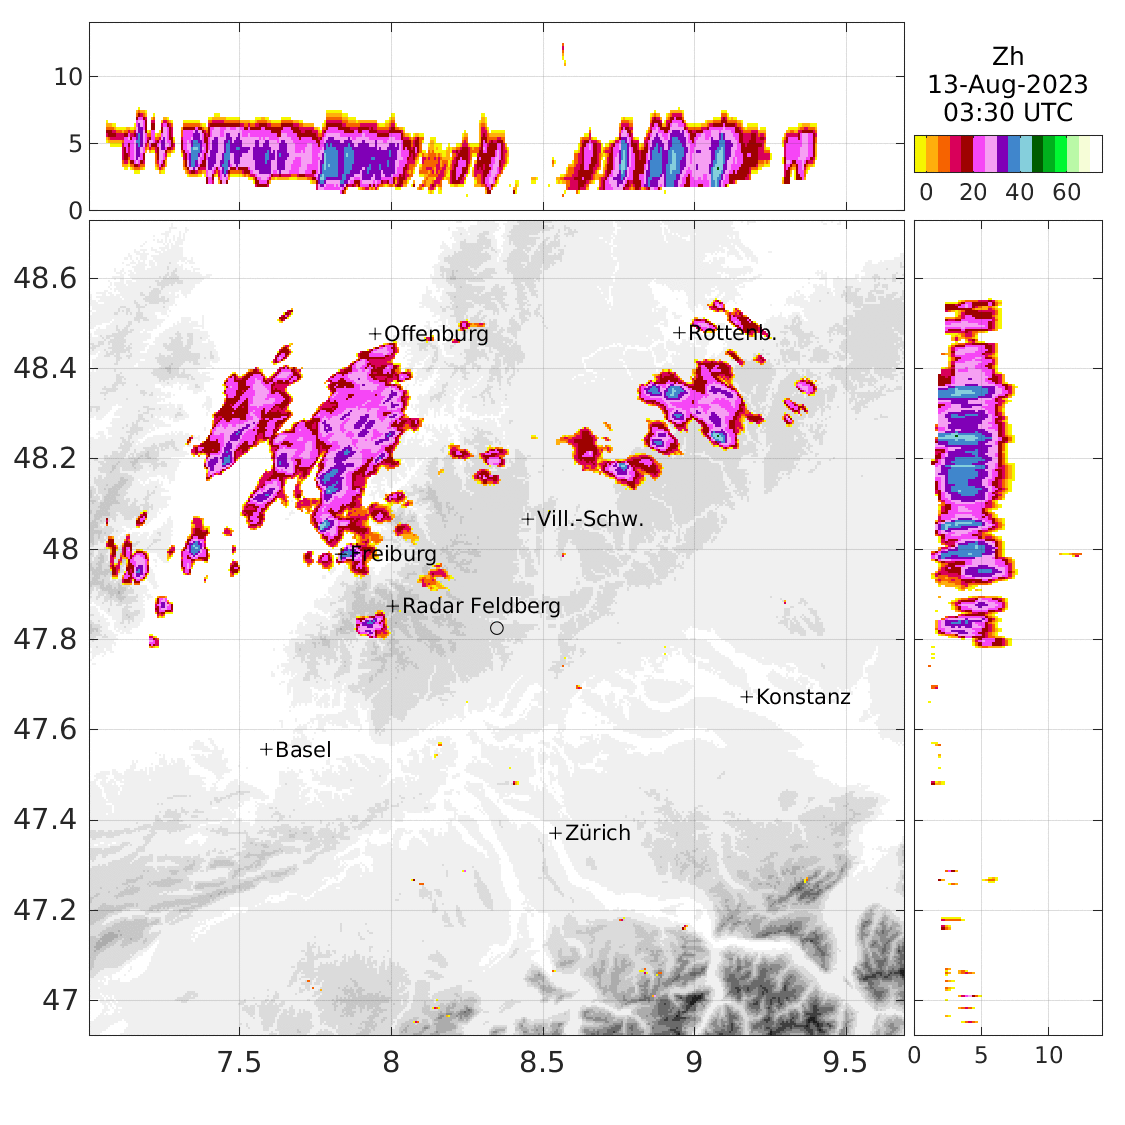 10
5
0
Zh
13-Aug-2023
03:30 UTC
0 20 40 60
48.6
48.4
48.2
48
47.8
47.6
47.4
47.2
47
Offenburg
Rottenb.
Vill.-Schw.
Freiburg
Radar Feldberg
Konstanz
Basel
Zürich
7.5 8 8.5 9 9.5
0 5 10